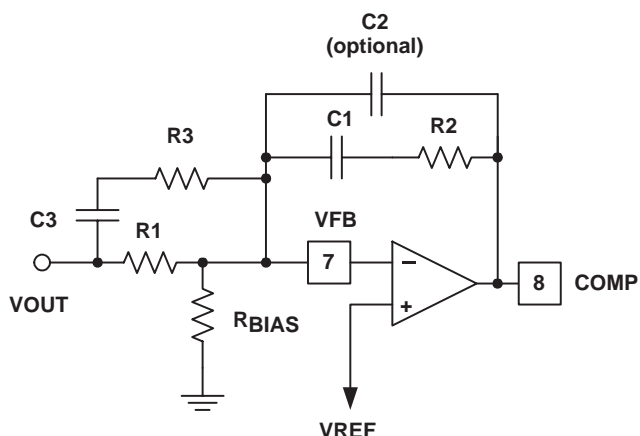 C2
(optional)
C1
R2
R3
C3
R1
VFB
7
–
+
8
COMP
VOUT
RBIAS
VREF